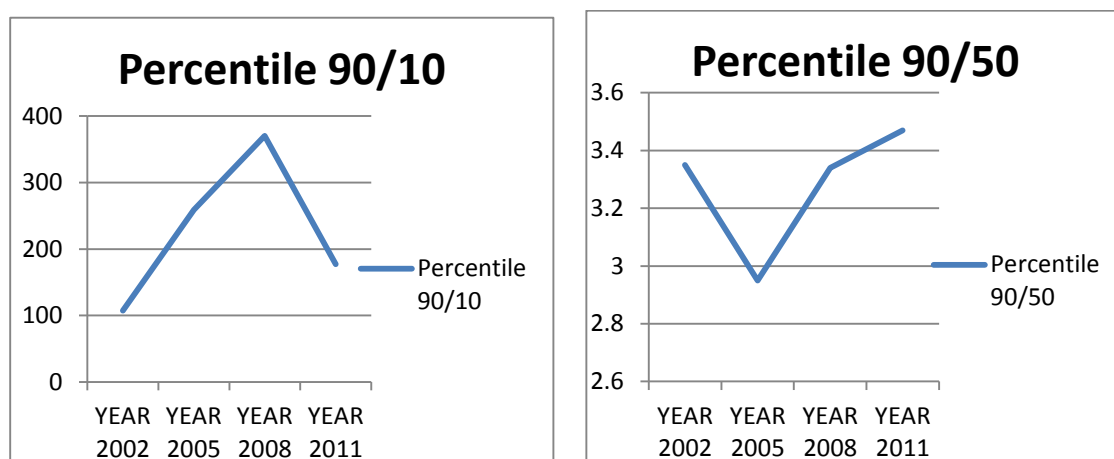 Percentile 90/10
400
300
200
100
0
YEAR 2002
YEAR 2005
YEAR 2008
YEAR 2011
Percentile
90/10
Percentile 90/50
3.6
3.4
3.2
3
2.8
2.6
YEAR 2002
YEAR 2005
YEAR 2008
YEAR 2011
Percentile
90/50